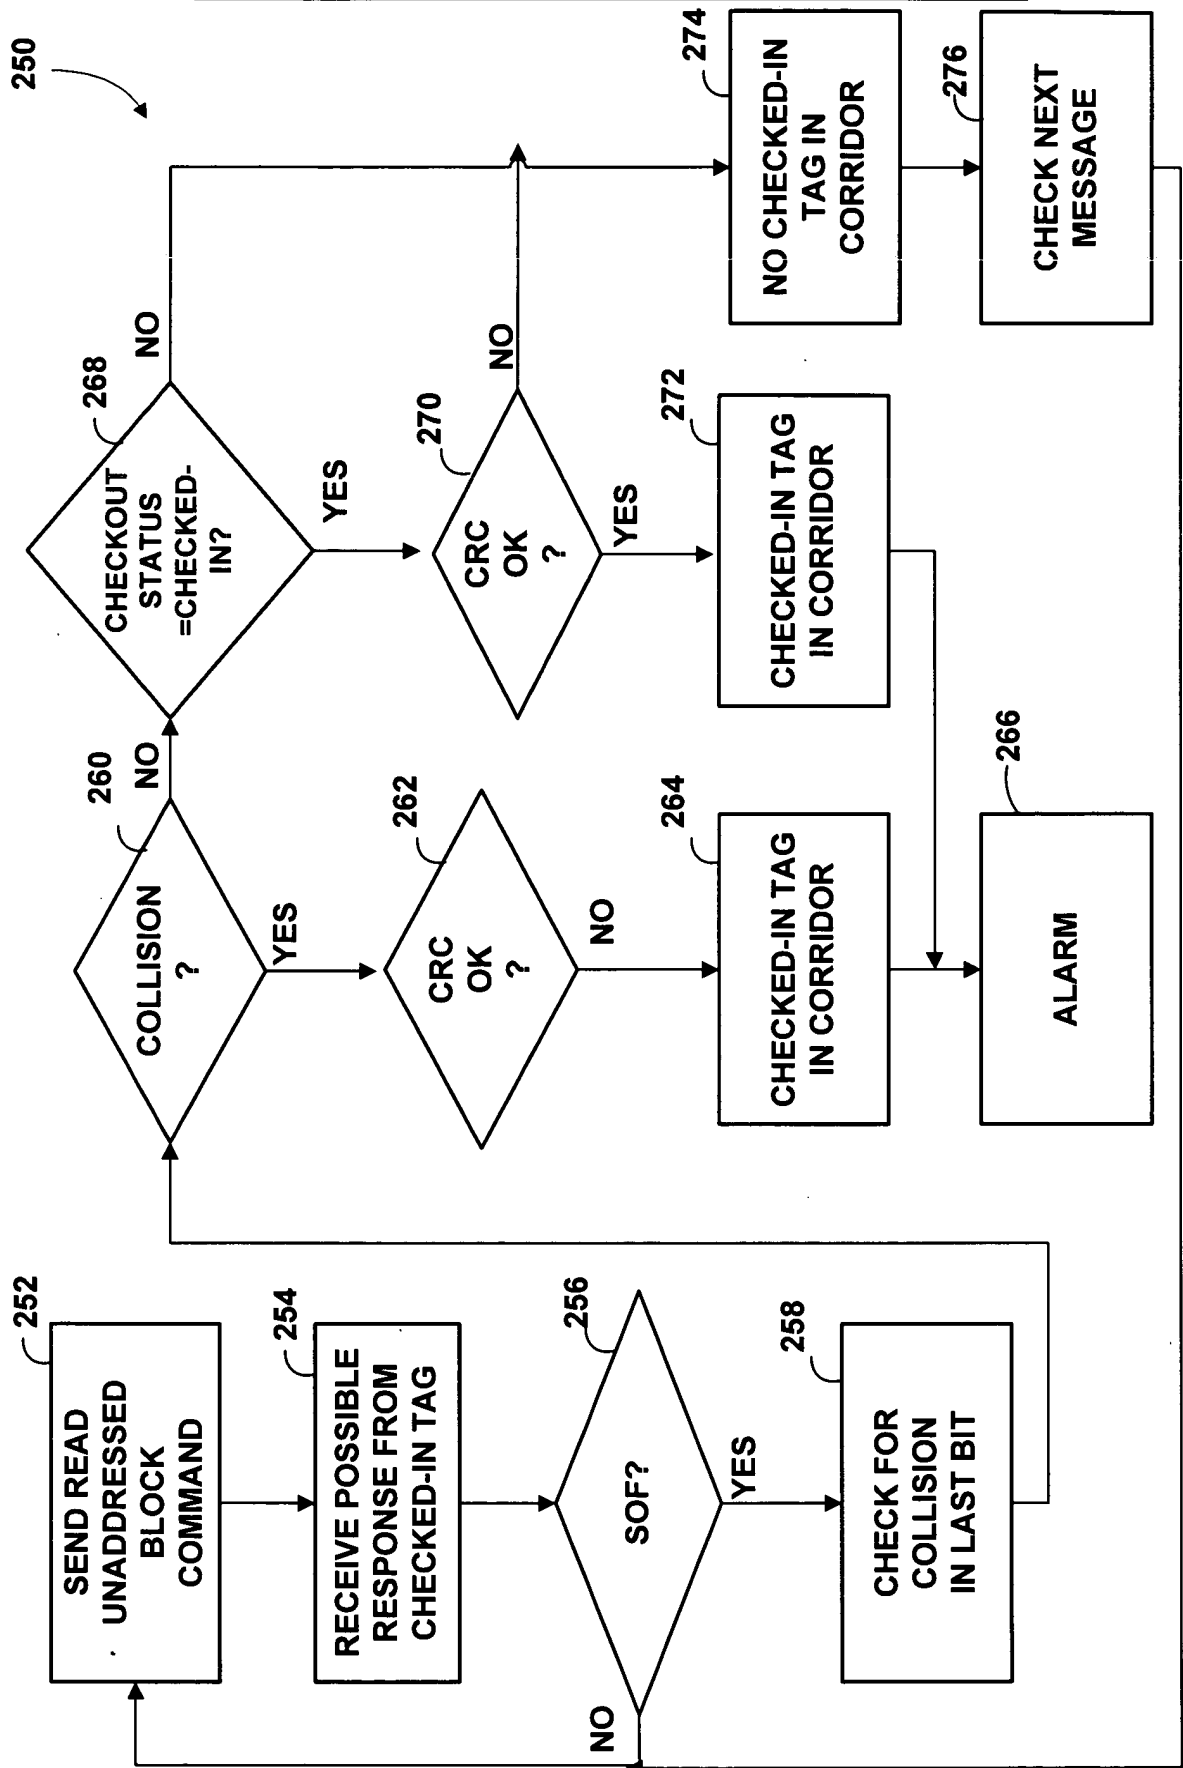 250
252
SEND READ
UNADDRESSED
BLOCK
COMMAND
254
RECEIVE POSSIBLE
RESPONSE FROM
CHECKED-IN TAG
256
SOF?
NO
YES
258
CHECK FOR
COLLISION
IN LAST BIT
260
COLLISION
?
NO
YES
262
CRC
OK
?
NO
264
CHECKED-IN TAG
IN CORRIDOR
266
ALARM
268
CHECKOUT
STATUS
=CHECKED-
IN?
NO
YES
270
CRC
OK
?
NO
YES
272
CHECKED-IN TAG
IN CORRIDOR
274
NO CHECKED-IN
TAG IN
CORRIDOR
276
CHECK NEXT
MESSAGE